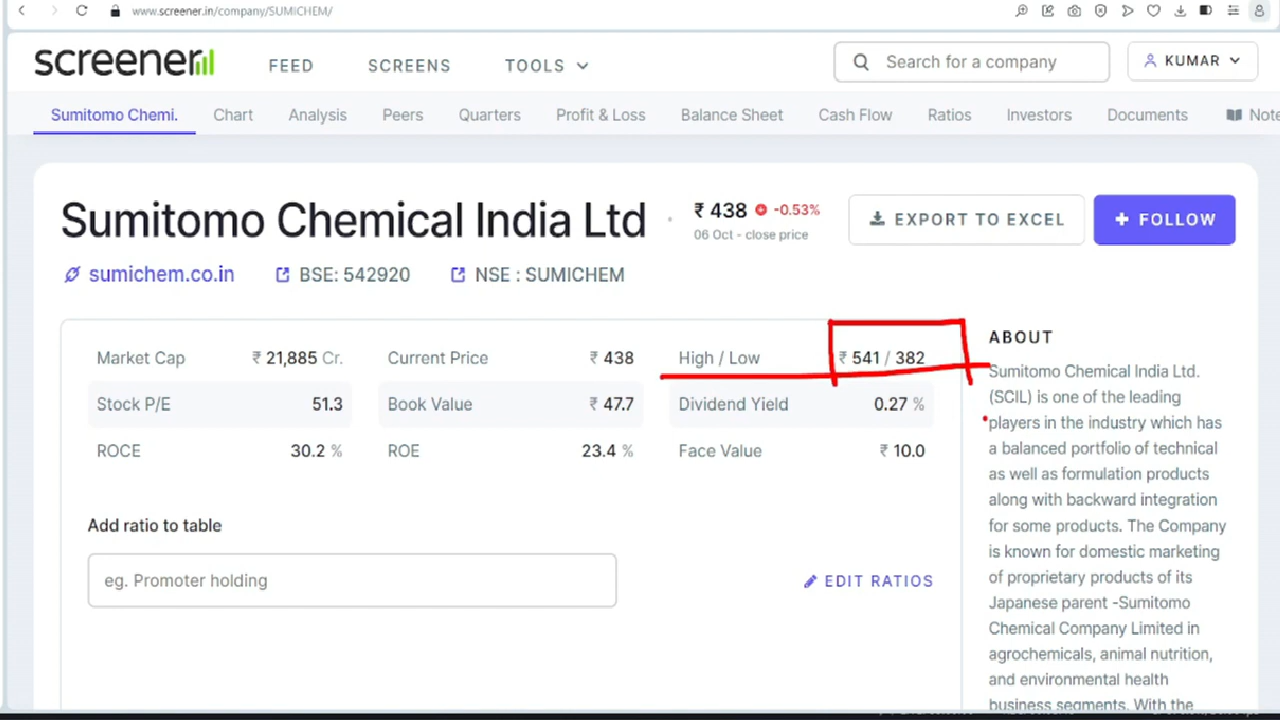 www.screener.in/company/SUMICHEM/
screener
FEED SCREENS TOOLS
Search for a company
KUMAR
Sumitomo Chemi. Chart Analysis Peers Quarters Profit & Loss Balance Sheet Cash Flow Ratios Investors Documents Note
Sumitomo Chemical India Ltd
₹ 438 -0.53%
06 Oct - close price
EXPORT TO EXCEL
+ FOLLOW
sumichem.co.in BSE: 542920 NSE : SUMICHEM
Market Cap ₹ 21,885 Cr. Current Price ₹ 438 High / Low ₹ 541 / 382
Stock P/E 51.3 Book Value ₹ 47.7 Dividend Yield 0.27 %
ROCE 30.2 % ROE 23.4 % Face Value ₹ 10.0
Add ratio to table
eg. Promoter holding
EDIT RATIOS
ABOUT
Sumitomo Chemical India Ltd.
(SCIL) is one of the leading
players in the industry which has
a balanced portfolio of technical
as well as formulation products
along with backward integration
for some products. The Company
is known for domestic marketing
of proprietary products of its
Japanese parent -Sumitomo
Chemical Company Limited in
agrochemicals, animal nutrition,
and environmental health
business segments. With the